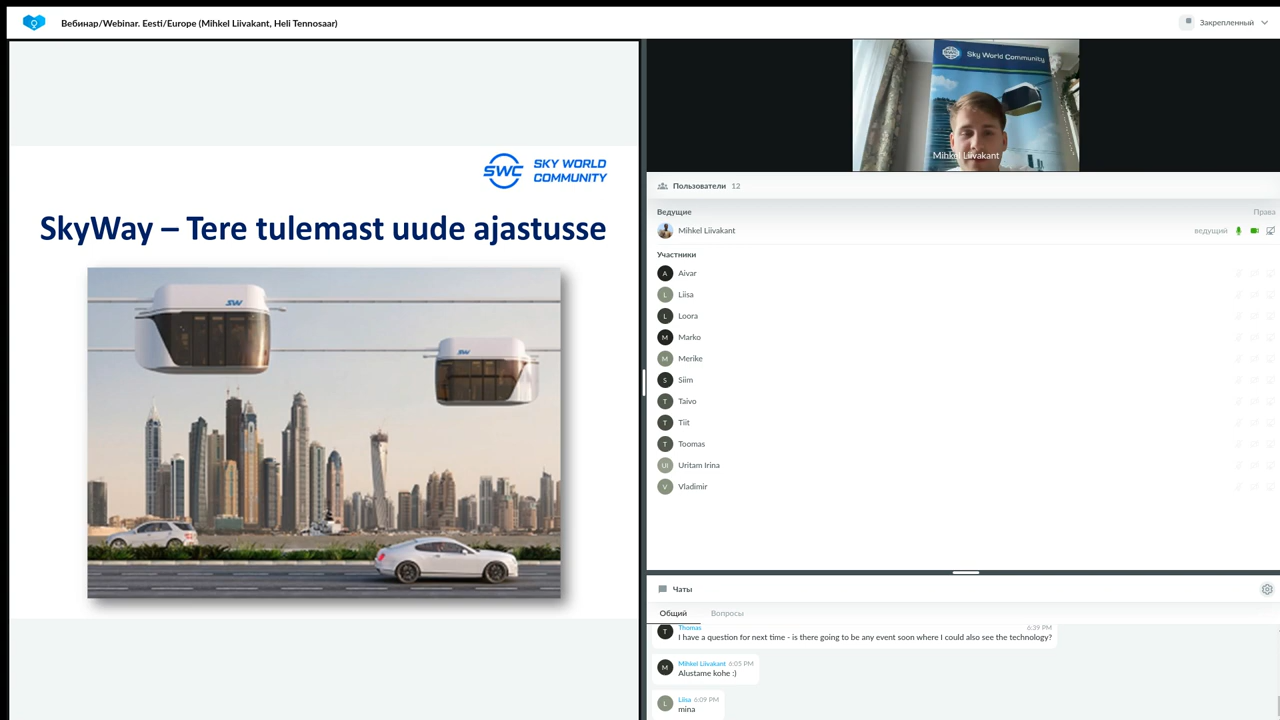 Вебинар/Webinar. Eesti/Europe (Mihkel Liivakant, Heli Tennosaar)
Закрепленный
SWC SKY WORLD
COMMUNITY
SkyWay – Tere tulemast uude ajastusse
SW
SW
Sky World Community
Mihkel Liivakant
Пользователи 12
Ведущие Права
Mihkel Liivakant ведущий
Участники
A Aivar
L Liisa
L Loora
M Marko
M Merike
S Siim
T Taivo
T Tiit
T Toomas
UI Uritam Irina
V Vladimir
Чаты
Общий Вопросы
T Thomas 6:39 PM
I have a question for next time - is there going to be any event soon where I could also see the technology?
M Mihkel Liivakant 6:05 PM
Alustame kohe :)
L Liisa 6:09 PM
mina